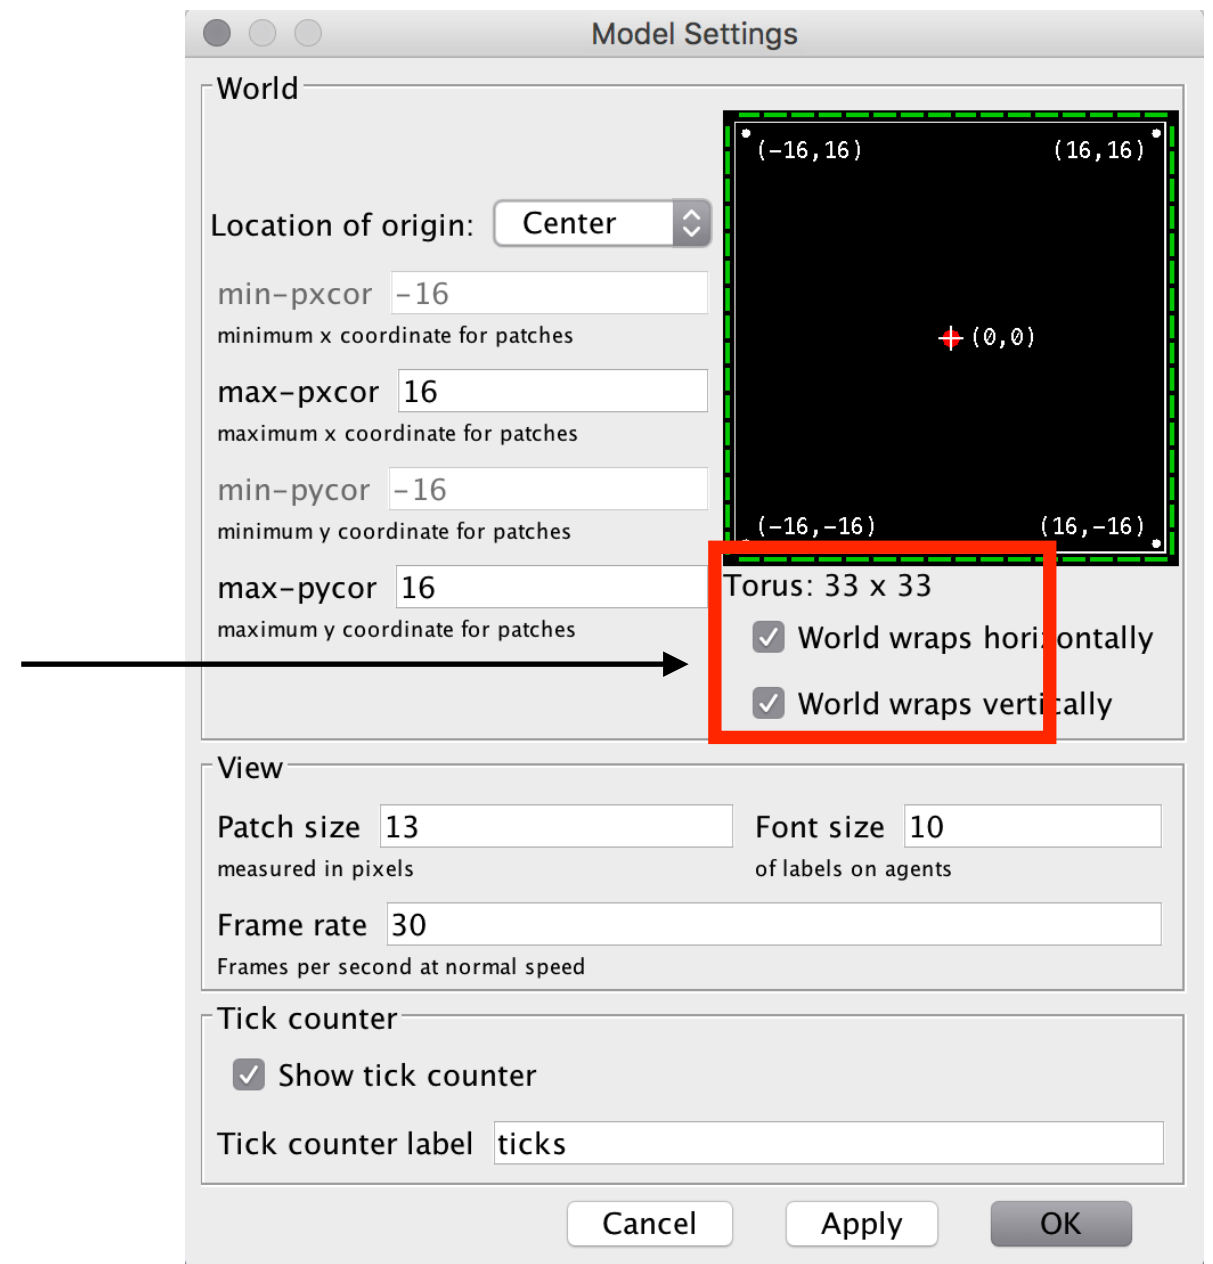 Model Settings
World
(-16,16) (16,16)
Location of origin: Center
min-pxcor -16
minimum x coordinate for patches
(0,0)
max-pxcor 16
maximum x coordinate for patches
min-pycor -16
minimum y coordinate for patches
(-16,-16) (16,-16)
max-pycor 16
maximum y coordinate for patches
Torus: 33 x 33
World wraps horizontally
World wraps vertically
View
Patch size 13
measured in pixels
Font size 10
of labels on agents
Frame rate 30
Frames per second at normal speed
Tick counter
Show tick counter
Tick counter label ticks
Cancel Apply OK